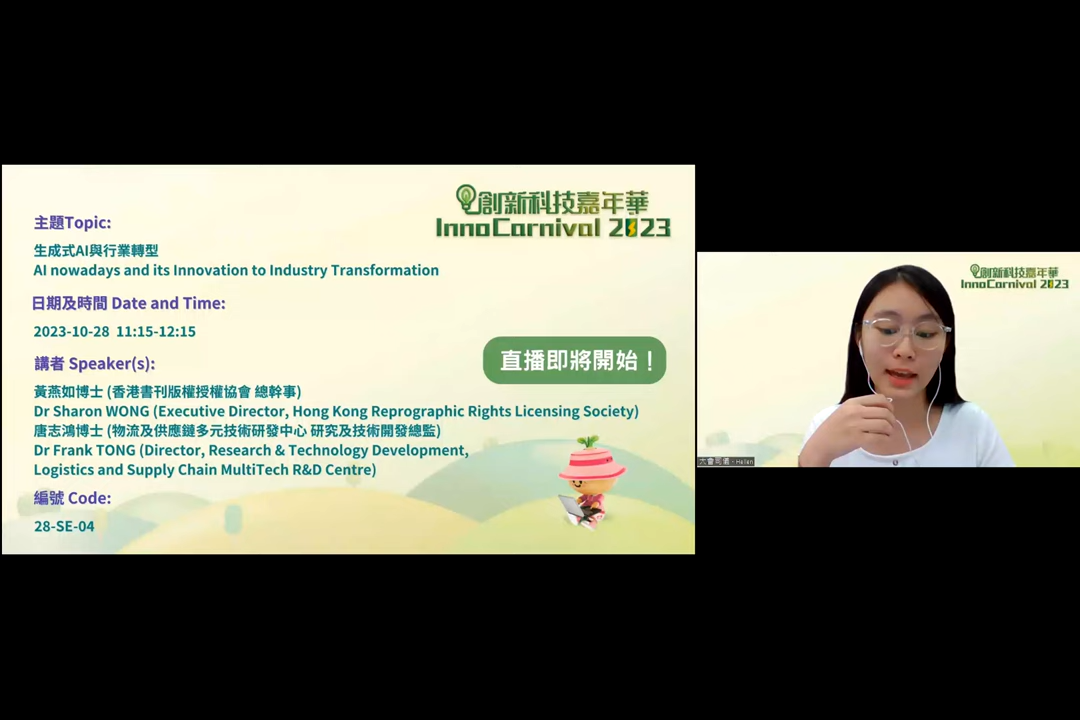 創新科技嘉年華
InnoCarnival 2023
主題Topic:
生成式AI與行業轉型
AI nowadays and its Innovation to Industry Transformation
日期及時間 Date and Time:
2023-10-28 11:15-12:15
直播即將開始！
講者 Speaker(s):
黃燕如博士 (香港書刊版權授權協會 總幹事)
Dr Sharon WONG (Executive Director, Hong Kong Reprographic Rights Licensing Society)
唐志鴻博士 (物流及供應鏈多元技術研發中心 研究及技術開發總監)
Dr Frank TONG (Director, Research & Technology Development,
Logistics and Supply Chain MultiTech R&D Centre)
編號 Code:
28-SE-04
創新科技嘉年華
InnoCarnival 2023
大會司儀 - Helen